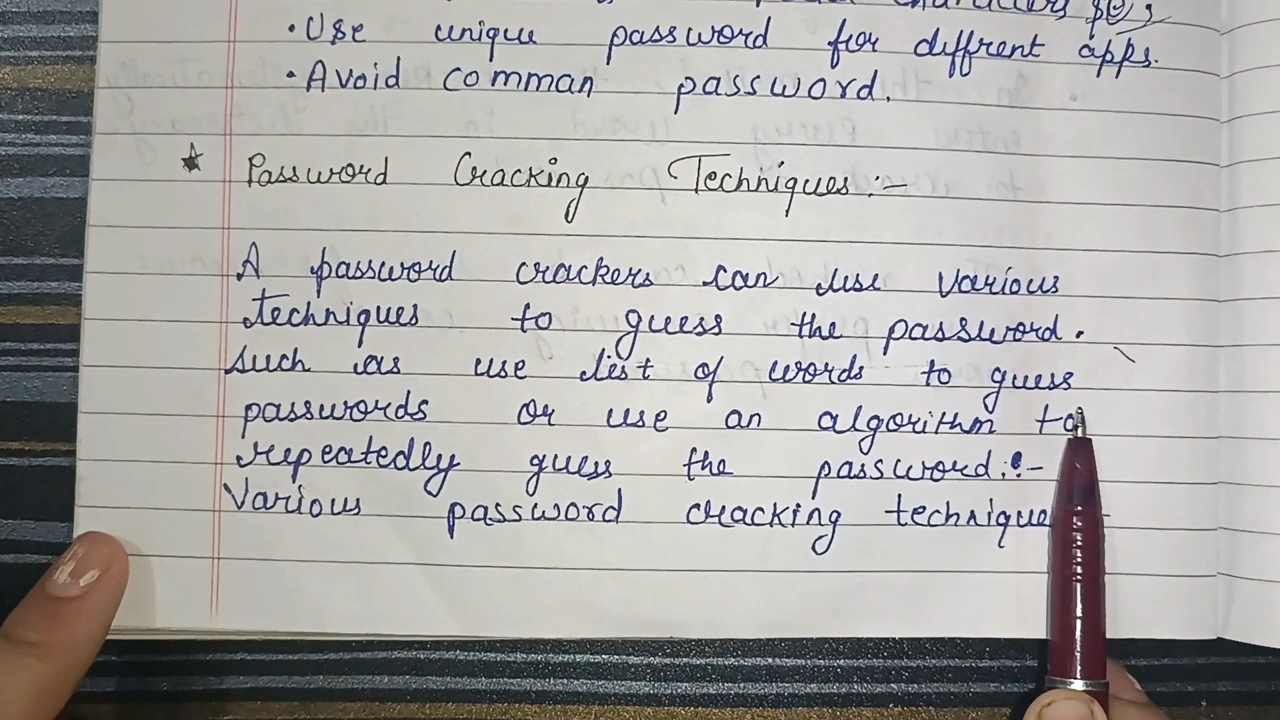 characters $@,
• Use unique password for diffrent apps.
• Avoid comman password.
★ Password Cracking Techniques :-
A password crackers can use various
techniques to guess the password.
such as use list of words to guess
passwords or use an algorithm to
repeatedly guess the password. :-
Various password cracking technique